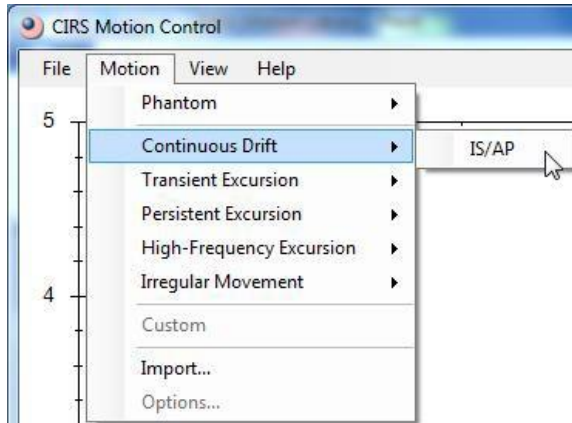 CIRS Motion Control
File Motion View Help
Phantom
5
Continuous Drift IS/AP
Transient Excursion
Persistent Excursion
High-Frequency Excursion
4 Irregular Movement
Custom
Import...
Options...